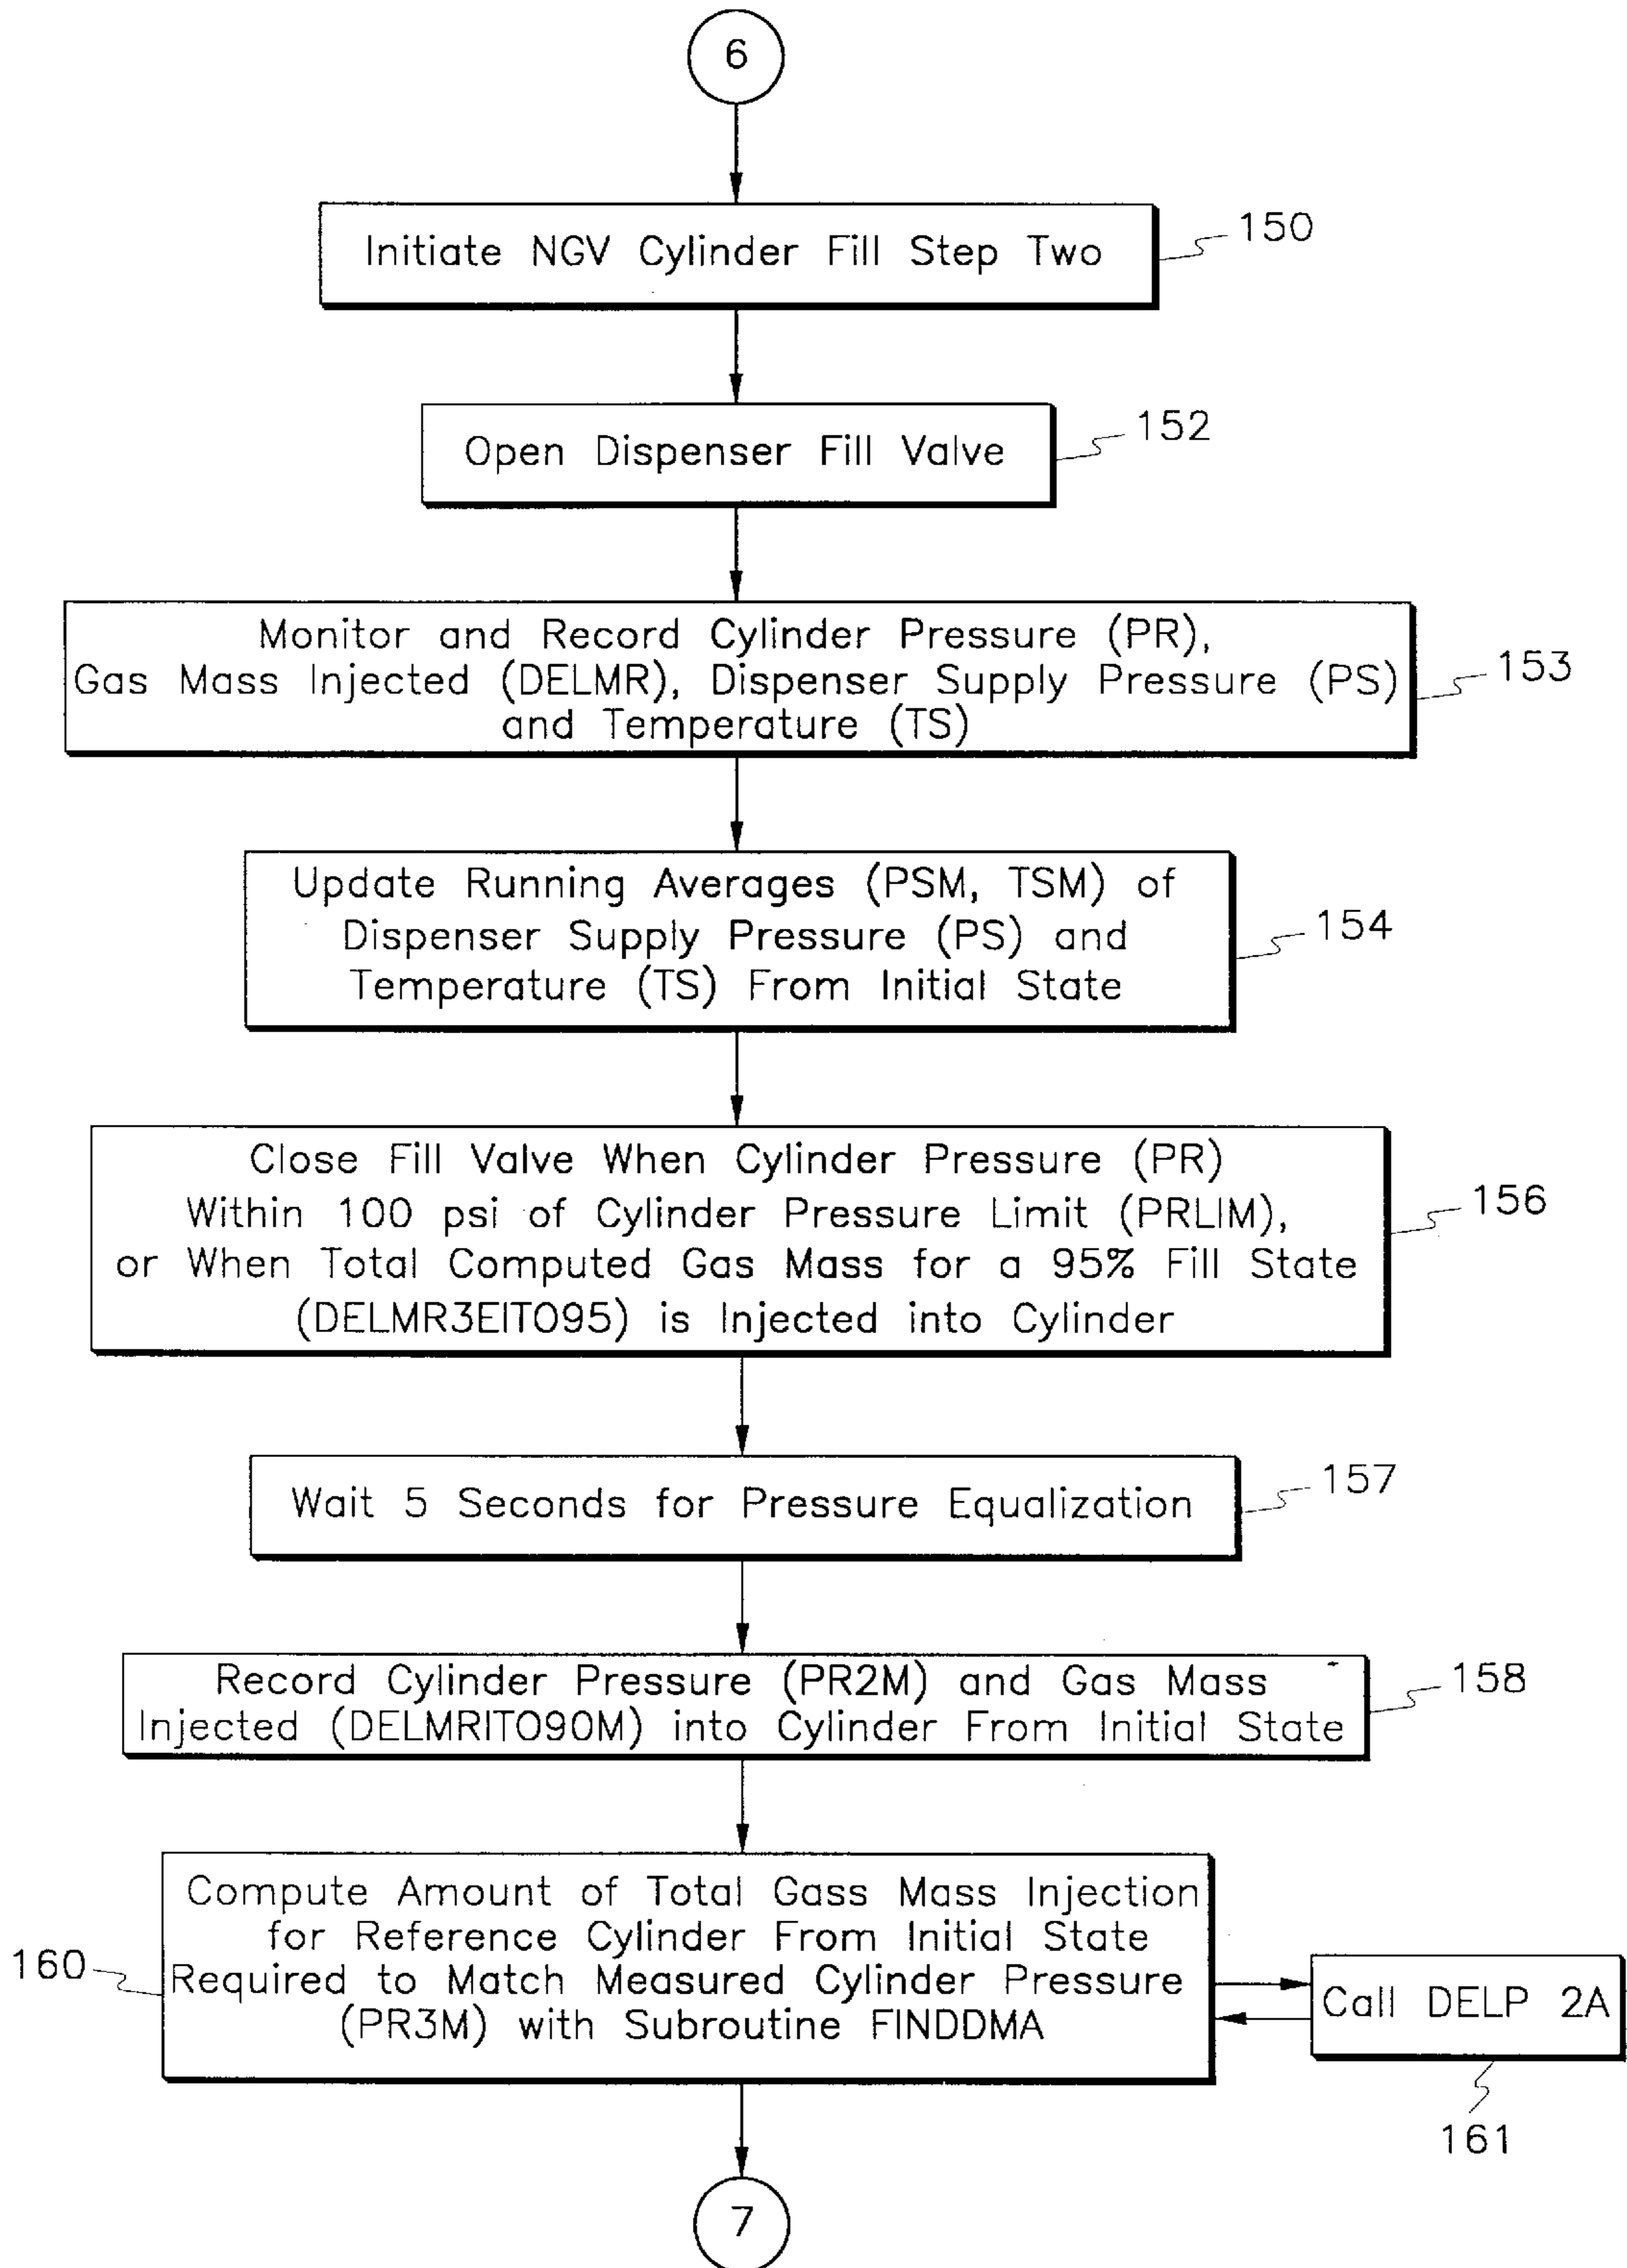 6
Initiate NGV Cylinder Fill Step Two
150
Open Dispenser Fill Valve
152
Monitor and Record Cylinder Pressure (PR),
Gas Mass Injected (DELMR), Dispenser Supply Pressure (PS)
and Temperature (TS)
153
Update Running Averages (PSM, TSM) of
Dispenser Supply Pressure (PS) and
Temperature (TS) From Initial State
154
Close Fill Valve When Cylinder Pressure (PR)
Within 100 psi of Cylinder Pressure Limit (PRLIM),
or When Total Computed Gas Mass for a 95% Fill State
(DELMR3EITO95) is Injected into Cylinder
156
Wait 5 Seconds for Pressure Equalization
157
Record Cylinder Pressure (PR2M) and Gas Mass
Injected (DELMRITO90M) into Cylinder From Initial State
158
Compute Amount of Total Gass Mass Injection
for Reference Cylinder From Initial State
Required to Match Measured Cylinder Pressure
(PR3M) with Subroutine FINDDMA
160
Call DELP 2A
161
7